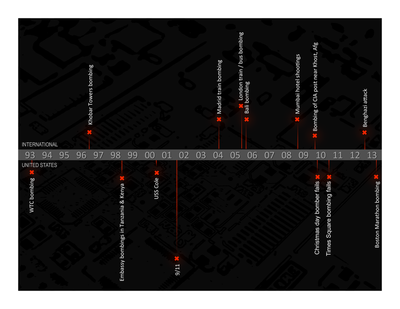 Khobar Towers bombing
Madrid train bombing
London train / bus bombing
Bali bombing
Mumbai hotel shootings
Bombing of CIA post near Khost, Afg.
Benghazi attack
INTERNATIONAL
93 94 95 96 97 98 99 00 01 02 03 04 05 06 07 08 09 10 11 12 13
UNITED STATES
WTC bombing
Embassy bombings in Tanzania & Kenya
USS Cole
9/11
Christmas day bomber fails
Times Square bombing fails
Boston Marathon bombing